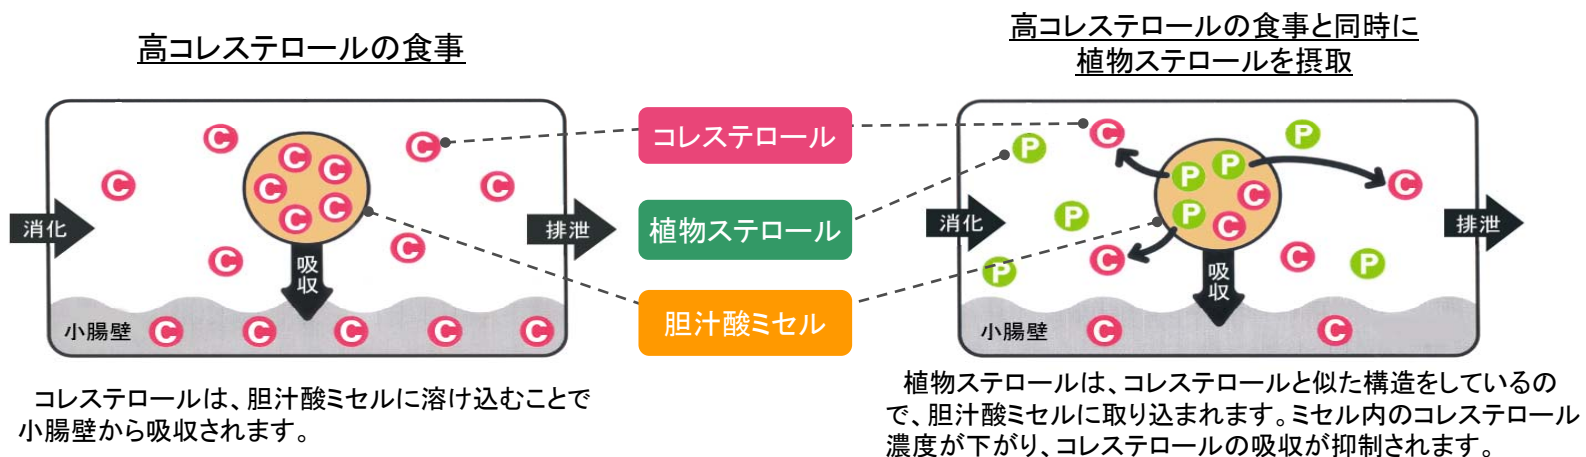 高コレステロールの食事
C
C
C
C
C
C
C
C
C
C
C
消化
排泄
吸収
小腸壁
C
C
C
C
C
コレステロールは、胆汁酸ミセルに溶け込むことで
小腸壁から吸収されます。
コレステロール
植物ステロール
胆汁酸ミセル
高コレステロールの食事と同時に
植物ステロールを摂取
P
C
P
P
P
C
C
P
C
P
C
C
P
P
消化
排泄
吸収
小腸壁
C
C
植物ステロールは、コレステロールと似た構造をしているの
で、胆汁酸ミセルに取り込まれます。ミセル内のコレステロール
濃度が下がり、コレステロールの吸収が抑制されます。